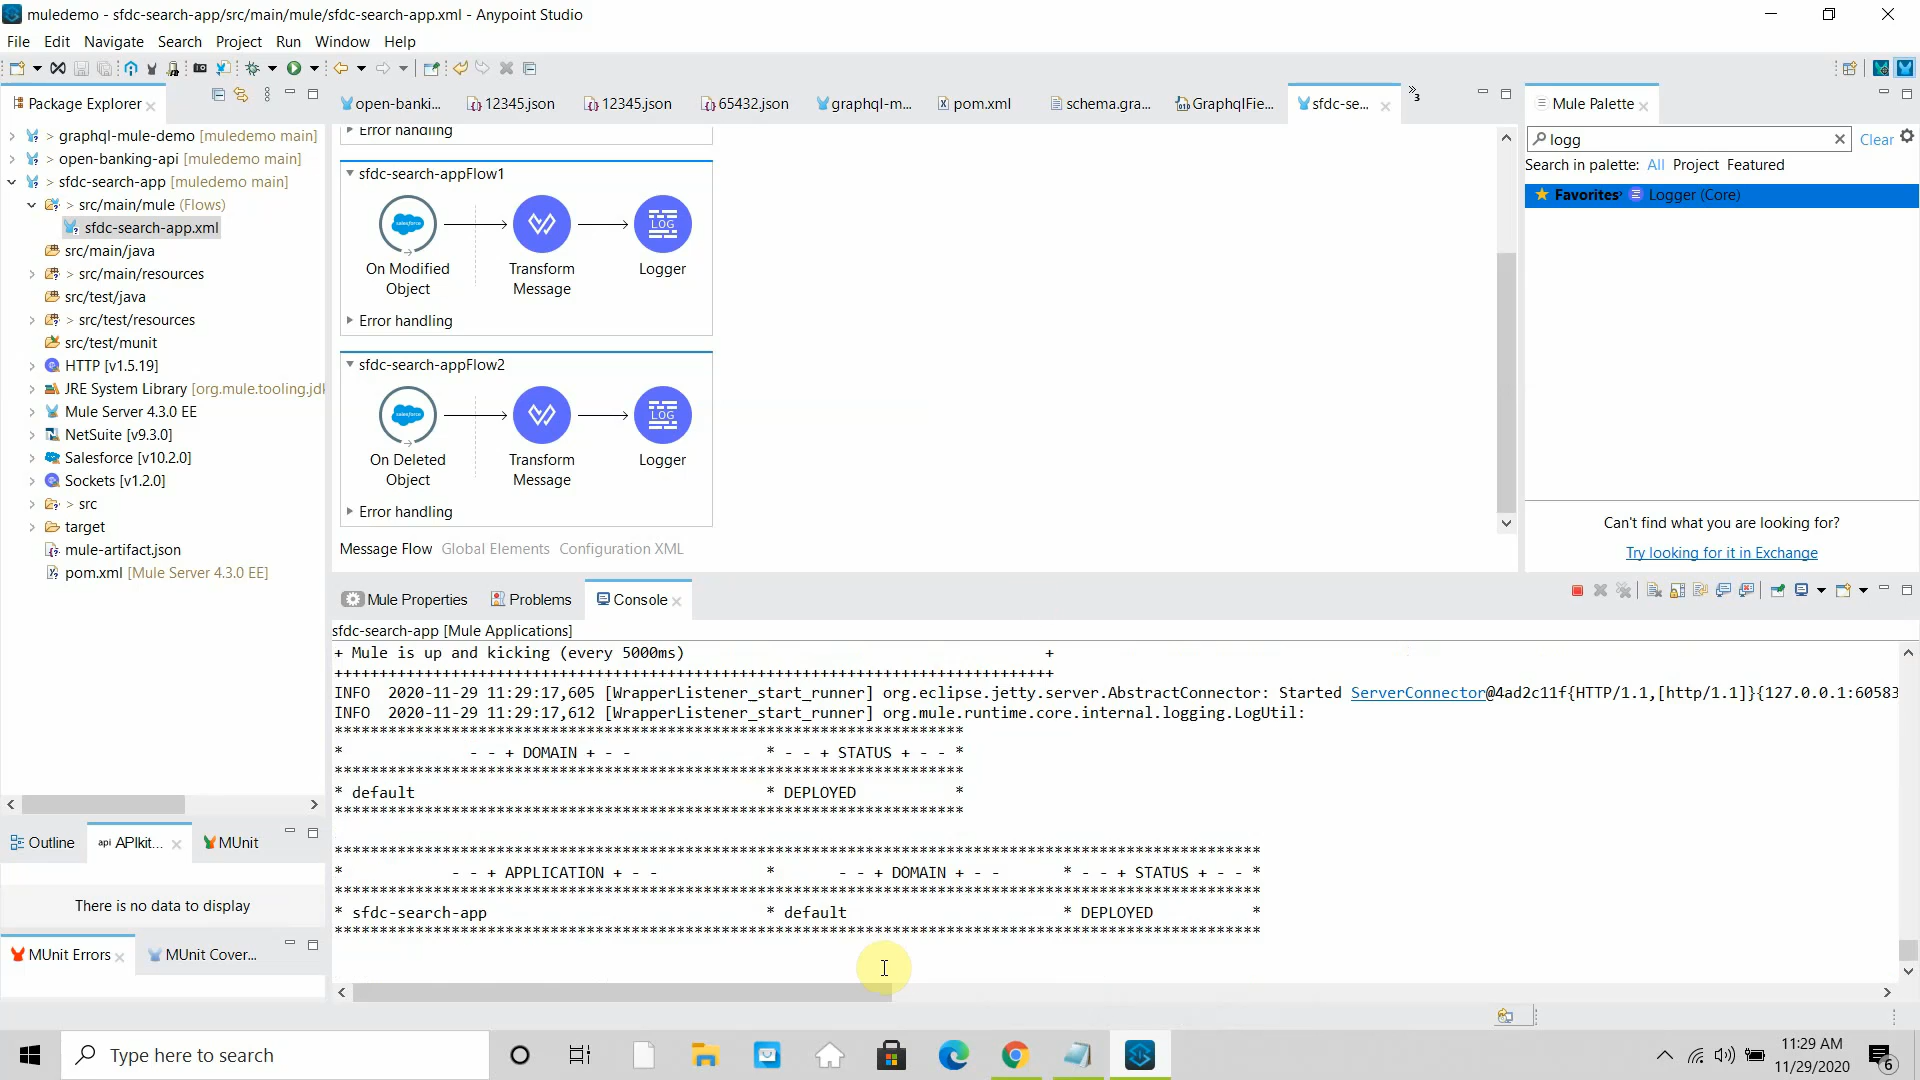 muledemo - sfdc-search-app/src/main/mule/sfdc-search-app.xml - Anypoint Studio
File Edit Navigate Search Project Run Window Help
Package Explorer
open-banki... 12345.json 12345.json 65432.json graphql-m... pom.xml schema.gra... GraphqlFie... sfdc-se... 3
Mule Palette
> graphql-mule-demo [muledemo main]
> open-banking-api [muledemo main]
> sfdc-search-app [muledemo main]
> src/main/mule (Flows)
sfdc-search-app.xml
src/main/java
> src/main/resources
src/test/java
> src/test/resources
src/test/munit
HTTP [v1.5.19]
JRE System Library [org.mule.tooling.jdk
Mule Server 4.3.0 EE
NetSuite [v9.3.0]
Salesforce [v10.2.0]
Sockets [v1.2.0]
> src
target
mule-artifact.json
pom.xml [Mule Server 4.3.0 EE]
Error handling
sfdc-search-appFlow1
salesforce
LOG
On Modified Object
Transform Message
Logger
Error handling
sfdc-search-appFlow2
salesforce
LOG
On Deleted Object
Transform Message
Logger
Error handling
Message Flow Global Elements Configuration XML
logg
Clear
Search in palette: All Project Featured
Favorites Logger (Core)
Can't find what you are looking for?
Try looking for it in Exchange
Mule Properties Problems Console
sfdc-search-app [Mule Applications]
+ Mule is up and kicking (every 5000ms) +
++++++++++++++++++++++++++++++++++++++++++++++++++++++++++++++++++++++++++++++++++++
INFO 2020-11-29 11:29:17,605 [WrapperListener_start_runner] org.eclipse.jetty.server.AbstractConnector: Started ServerConnector@4ad2c11f{HTTP/1.1,[http/1.1]}{127.0.0.1:60583
INFO 2020-11-29 11:29:17,612 [WrapperListener_start_runner] org.mule.runtime.core.internal.logging.LogUtil:
*************************************************************************
* - - + DOMAIN + - - * - - + STATUS + - - *
*************************************************************************
* default * DEPLOYED *
*************************************************************************
***********************************************************************************************************
* - - + APPLICATION + - - * - - + DOMAIN + - - * - - + STATUS + - - *
***********************************************************************************************************
* sfdc-search-app * default * DEPLOYED *
***********************************************************************************************************
Outline api APIkit... MUnit
There is no data to display
MUnit Errors MUnit Cover...
Type here to search
11:29 AM
11/29/2020
6